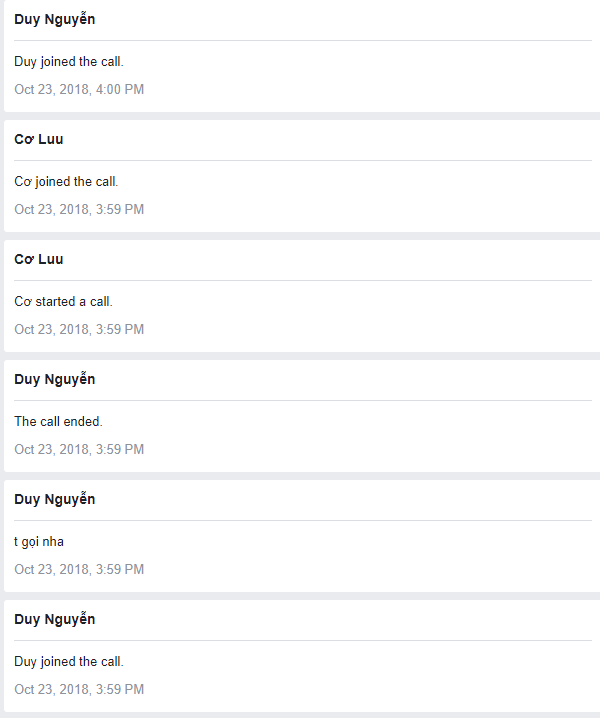 Duy Nguyễn
Duy joined the call.
Oct 23, 2018, 4:00 PM
Cơ Luu
Cơ joined the call.
Oct 23, 2018, 3:59 PM
Cơ Luu
Cơ started a call.
Oct 23, 2018, 3:59 PM
Duy Nguyễn
The call ended.
Oct 23, 2018, 3:59 PM
Duy Nguyễn
t gọi nha
Oct 23, 2018, 3:59 PM
Duy Nguyễn
Duy joined the call.
Oct 23, 2018, 3:59 PM